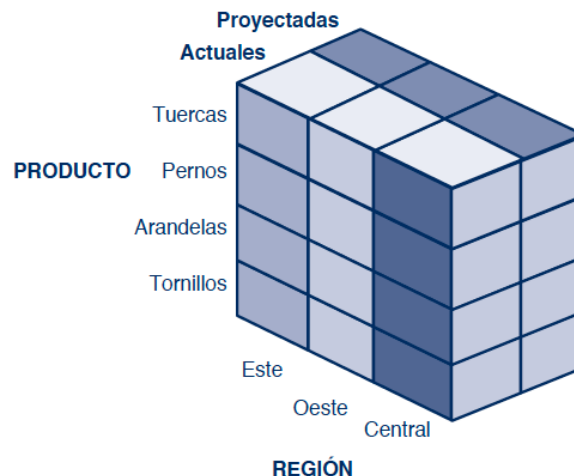 Proyectadas
Actuales
Tuercas
PRODUCTO Pernos
Arandelas
Tornillos
Este
Oeste
Central
REGIÓN